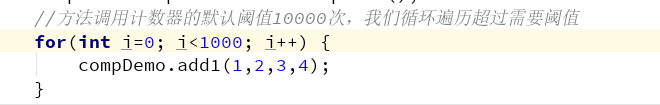 //方法调用计数器的默认阈值10000次，我们循环遍历超过需要阈值
for(int i=0; i<1000; i++) {
compDemo.add1(1,2,3,4);
}